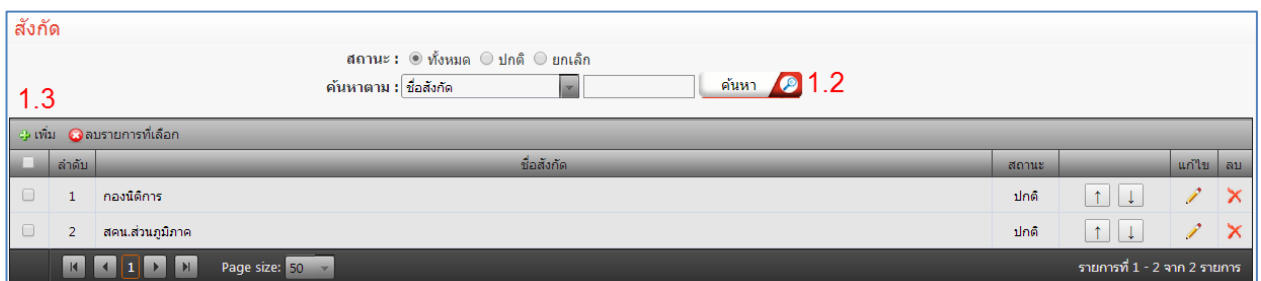 สังกัด
สถานะ : ทั้งหมด ปกติ ยกเลิก
ค้นหาตาม : ชื่อสังกัด ค้นหา 1.2
1.3
เพิ่ม ลบรายการที่เลือก
ลำดับ ชื่อสังกัด สถานะ แก้ไข ลบ
1 กองนิติการ ปกติ ↑ ↓
2 สคน.ส่วนภูมิภาค ปกติ ↑ ↓
1 Page size: 50 รายการที่ 1 - 2 จาก 2 รายการ